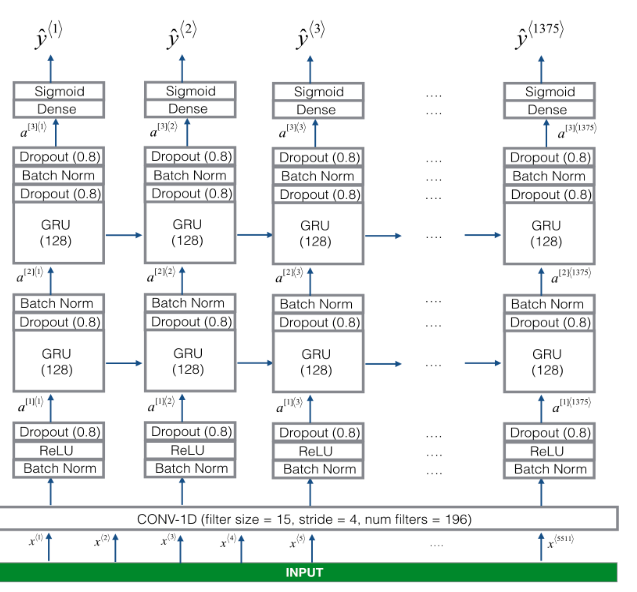 ŷ⟨1⟩ ŷ⟨2⟩ ŷ⟨3⟩ ŷ⟨1375⟩
Sigmoid Sigmoid Sigmoid .... Sigmoid
Dense Dense Dense .... Dense
a[3]⟨1⟩ a[3]⟨2⟩ a[3]⟨3⟩ a[3]⟨1375⟩
Dropout (0.8) Dropout (0.8) Dropout (0.8) .... Dropout (0.8)
Batch Norm Batch Norm Batch Norm .... Batch Norm
Dropout (0.8) Dropout (0.8) Dropout (0.8) .... Dropout (0.8)
GRU GRU GRU .... GRU
(128) (128) (128) (128)
a[2]⟨1⟩ a[2]⟨2⟩ a[2]⟨3⟩ a[2]⟨1375⟩
Batch Norm Batch Norm Batch Norm .... Batch Norm
Dropout (0.8) Dropout (0.8) Dropout (0.8) .... Dropout (0.8)
GRU GRU GRU .... GRU
(128) (128) (128) (128)
a[1]⟨1⟩ a[1]⟨2⟩ a[1]⟨3⟩ a[1]⟨1375⟩
Dropout (0.8) Dropout (0.8) Dropout (0.8) .... Dropout (0.8)
ReLU ReLU ReLU .... ReLU
Batch Norm Batch Norm Batch Norm .... Batch Norm
CONV-1D (filter size = 15, stride = 4, num filters = 196)
x⟨1⟩ x⟨2⟩ x⟨3⟩ x⟨4⟩ x⟨5⟩ .... x⟨5511⟩
INPUT